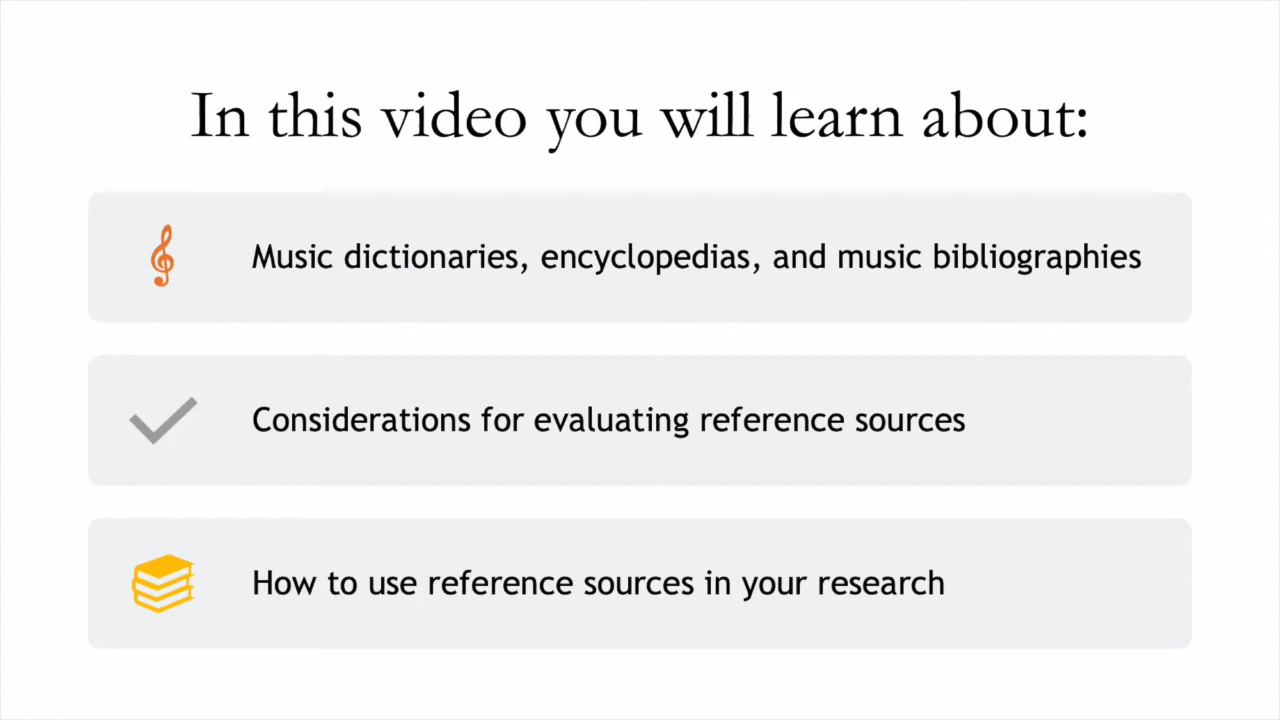 In this video you will learn about:
Music dictionaries, encyclopedias, and music bibliographies
Considerations for evaluating reference sources
How to use reference sources in your research